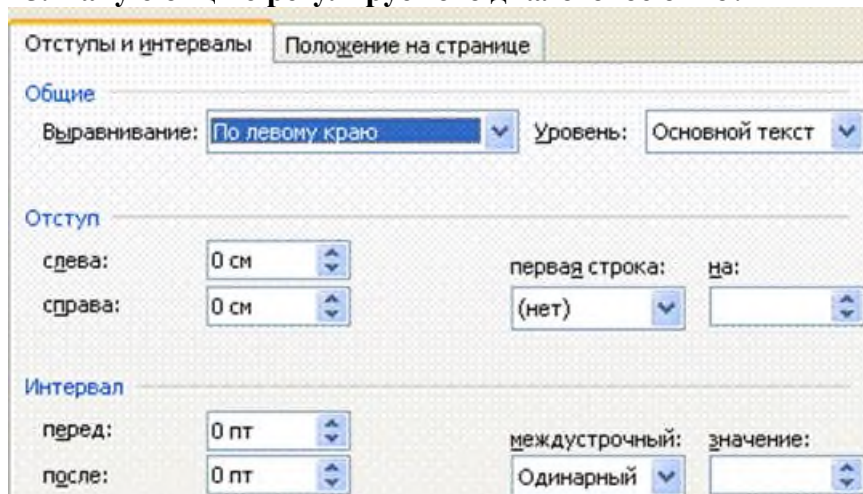 Отступы и интервалы Положение на странице
Общие
Выравнивание: По левому краю Уровень: Основной текст
Отступ
слева: 0 см первая строка: на:
справа: 0 см (нет)
Интервал
перед: 0 пт междустрочный: значение:
после: 0 пт Одинарный